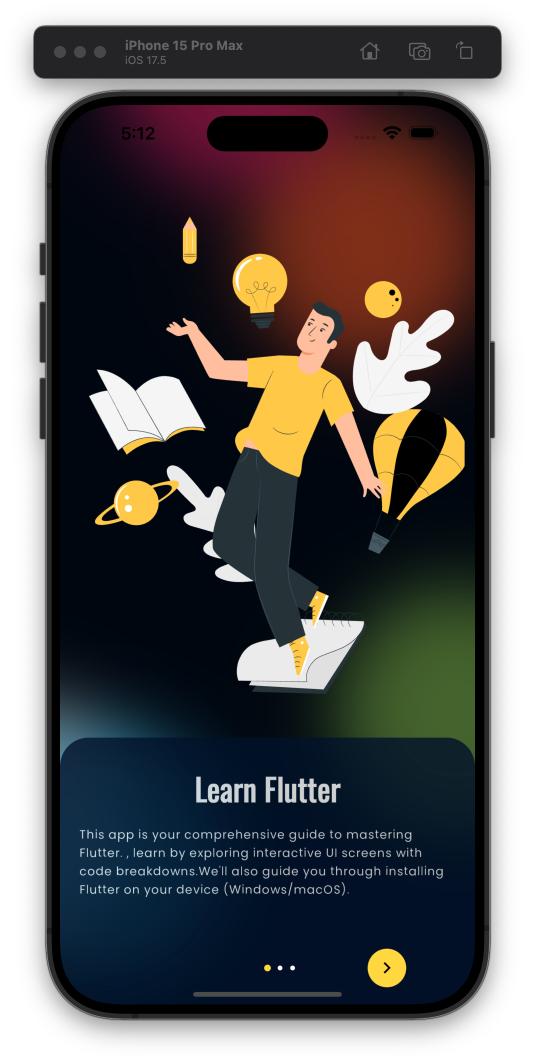 iPhone 15 Pro Max
iOS 17.5
5:12
Learn Flutter
This app is your comprehensive guide to mastering
Flutter. , learn by exploring interactive UI screens with
code breakdowns.We'll also guide you through installing
Flutter on your device (Windows/macOS).